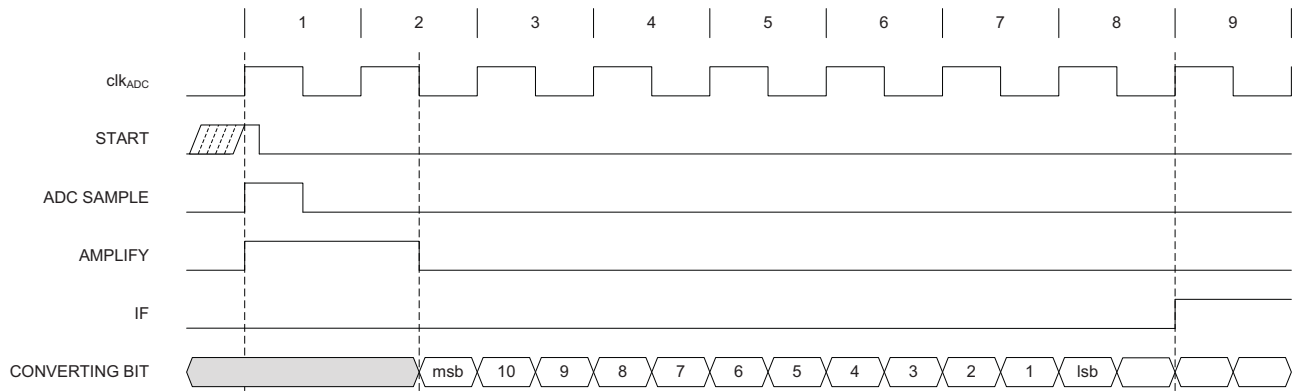 1 2 3 4 5 6 7 8 9
clkADC
START
ADC SAMPLE
AMPLIFY
IF
CONVERTING BIT msb 10 9 8 7 6 5 4 3 2 1 lsb